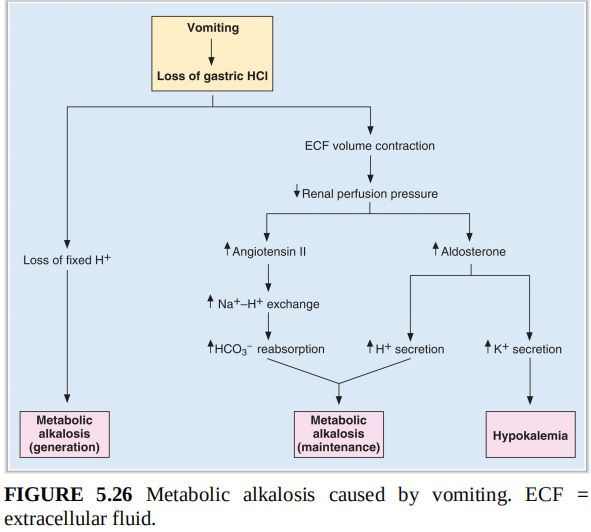 Vomiting
Loss of gastric HCl
ECF volume contraction
↓Renal perfusion pressure
↑Angiotensin II
↑Aldosterone
Loss of fixed H⁺
↑Na⁺–H⁺ exchange
↑HCO₃⁻ reabsorption
↑H⁺ secretion
↑K⁺ secretion
Metabolic
alkalosis
(generation)
Metabolic
alkalosis
(maintenance)
Hypokalemia
FIGURE 5.26 Metabolic alkalosis caused by vomiting. ECF =
extracellular fluid.